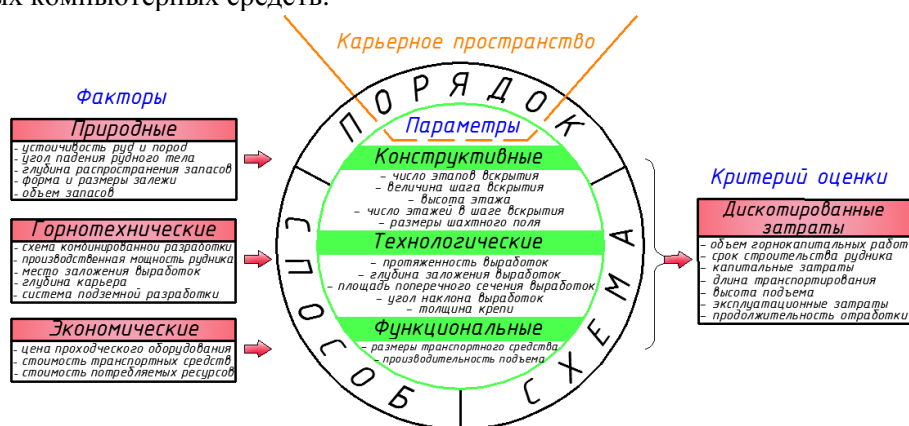 ых компьютерных средств.
Карьерное пространство
ПОРЯДОК
СПОСОБ
СХЕМА
Факторы
Природные
- устоичивость руд и пород
- угол падения рудного тела
- глубина распространения запасов
- форма и размеры залежи
- объем запасов
Горнотехнические
- схема комбинированной разработки
- производственная мощность рудника
- место заложения выработок
- глубина карьера
- система подземной разработки
Экономические
- цена проходческого оборудования
- стоимость транспортных средств
- стоимость потребляемых ресурсов
Параметры
Конструктивные
- число этапов вскрытия
- величина шага вскрытия
- высота этажа
- число этажей в шаге вскрытия
- размеры шахтного поля
Технологические
- протяженность выработок
- глубина заложения выработок
- площадь поперечного сечения выработок
- угол наклона выработок
- толщина крепи
Функциональные
- размеры транспортного средства
- производительность подъема
Критерий оценки
Дискотированные
затраты
- объем горнокапитальных работ
- срок строительства рудника
- капитальные затраты
- длина транспортирования
- высота подъема
- эксплуатационные затраты
- продолжительность отработки